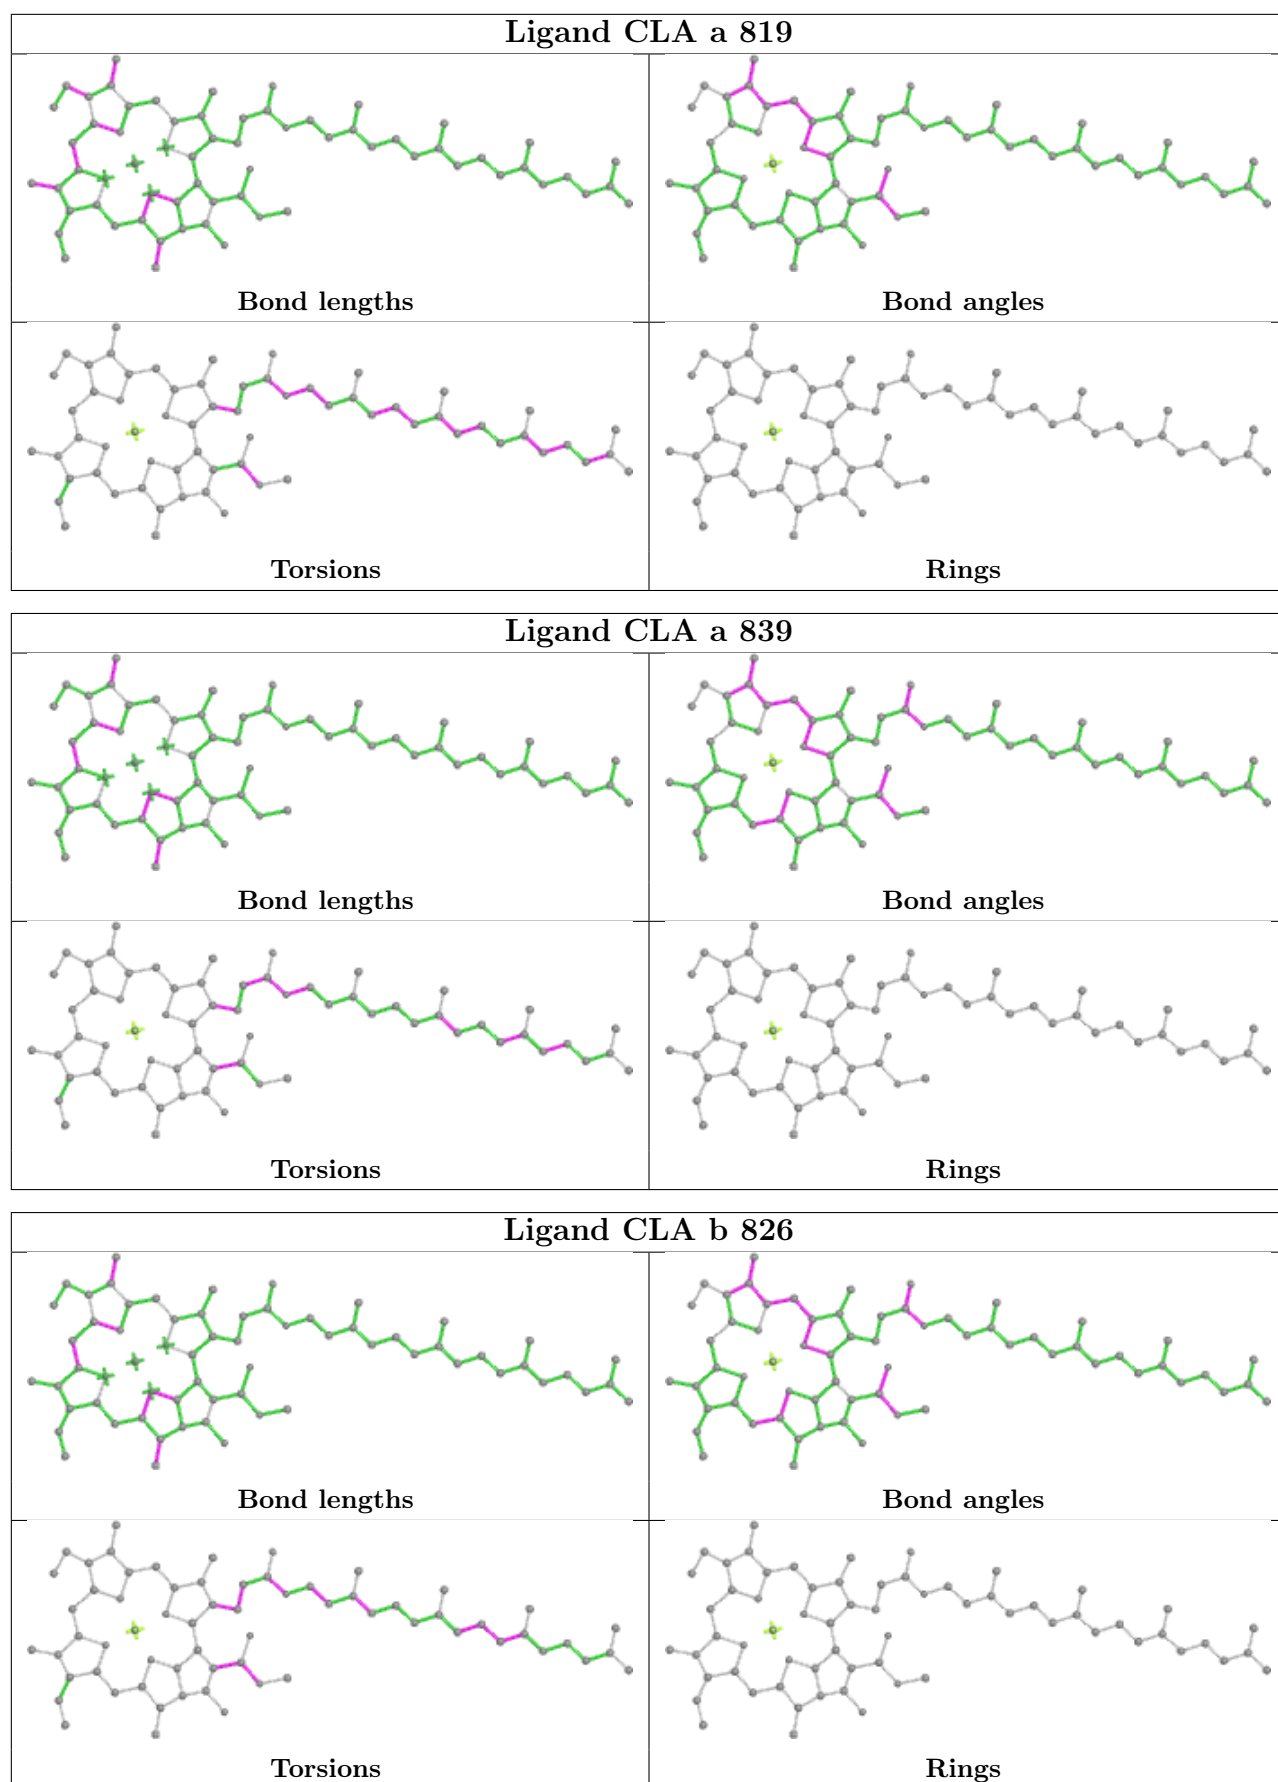 Ligand CLA a 819
Bond lengths
Bond angles
Torsions
Rings
Ligand CLA a 839
Bond lengths
Bond angles
Torsions
Rings
Ligand CLA b 826
Bond lengths
Bond angles
Torsions
Rings